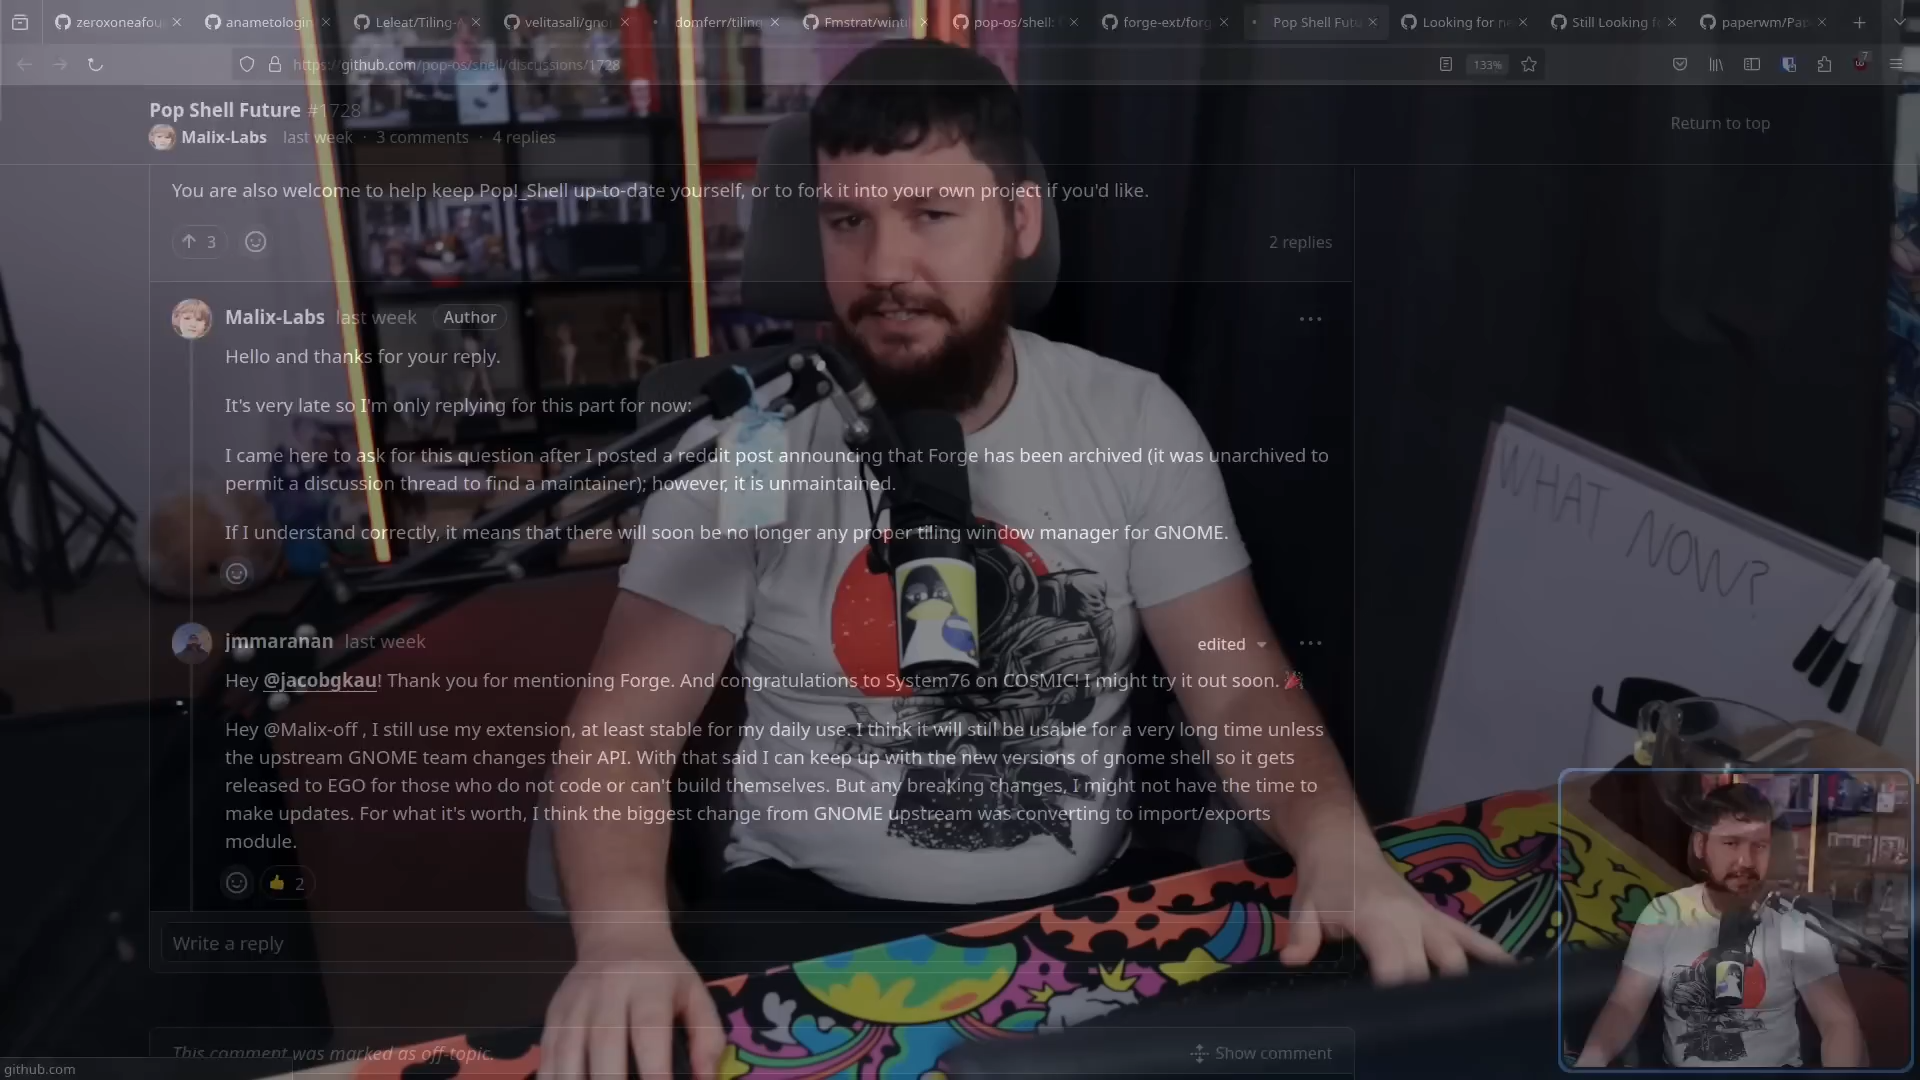 zeroxoneafou
anametologin
Leleat/Tiling-
velitasali/gno
domferr/tiling
Fmstrat/winti
pop-os/shell:
forge-ext/forg
Pop Shell Futu
Looking for ne
Still Looking f
paperwm/Pap
https://github.com/pop-os/shell/discussions/1728
133%
7
Pop Shell Future #1728
Malix-Labs last week · 3 comments · 4 replies
Return to top
You are also welcome to help keep Pop!_Shell up-to-date yourself, or to fork it into your own project if you'd like.
3
2 replies
Malix-Labs last week Author
Hello and thanks for your reply.
It's very late so I'm only replying for this part for now:
I came here to ask for this question after I posted a reddit post announcing that Forge has been archived (it was unarchived to
permit a discussion thread to find a maintainer); however, it is unmaintained.
If I understand correctly, it means that there will soon be no longer any proper tiling window manager for GNOME.
WHAT NOW?
jmmaranan last week
edited
Hey @jacobgkau! Thank you for mentioning Forge. And congratulations to System76 on COSMIC! I might try it out soon. 🎉
Hey @Malix-off , I still use my extension, at least stable for my daily use. I think it will still be usable for a very long time unless
the upstream GNOME team changes their API. With that said I can keep up with the new versions of gnome shell so it gets
released to EGO for those who do not code or can't build themselves. But any breaking changes, I might not have the time to
make updates. For what it's worth, I think the biggest change from GNOME upstream was converting to import/exports
module.
👍 2
Write a reply
This comment was marked as off-topic.
Show comment
github.com